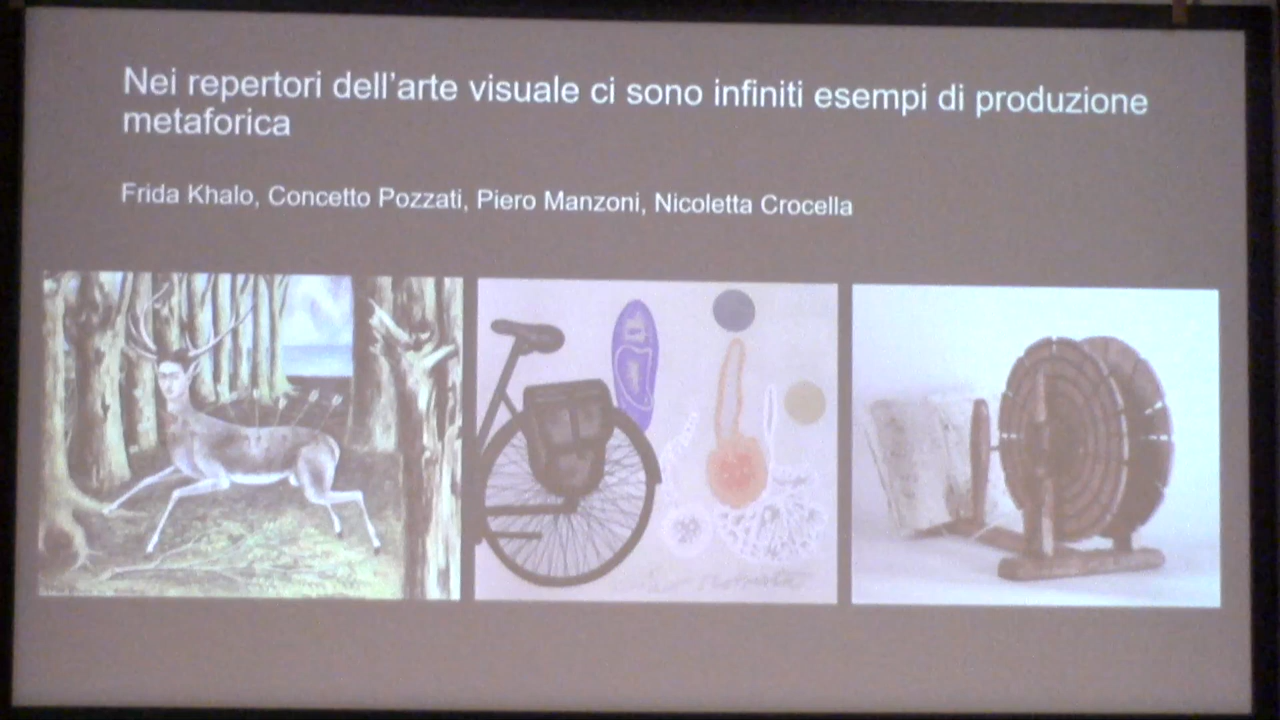 Nei repertori dell'arte visuale ci sono infiniti esempi di produzione
metaforica
Frida Khalo, Concetto Pozzati, Piero Manzoni, Nicoletta Crocella